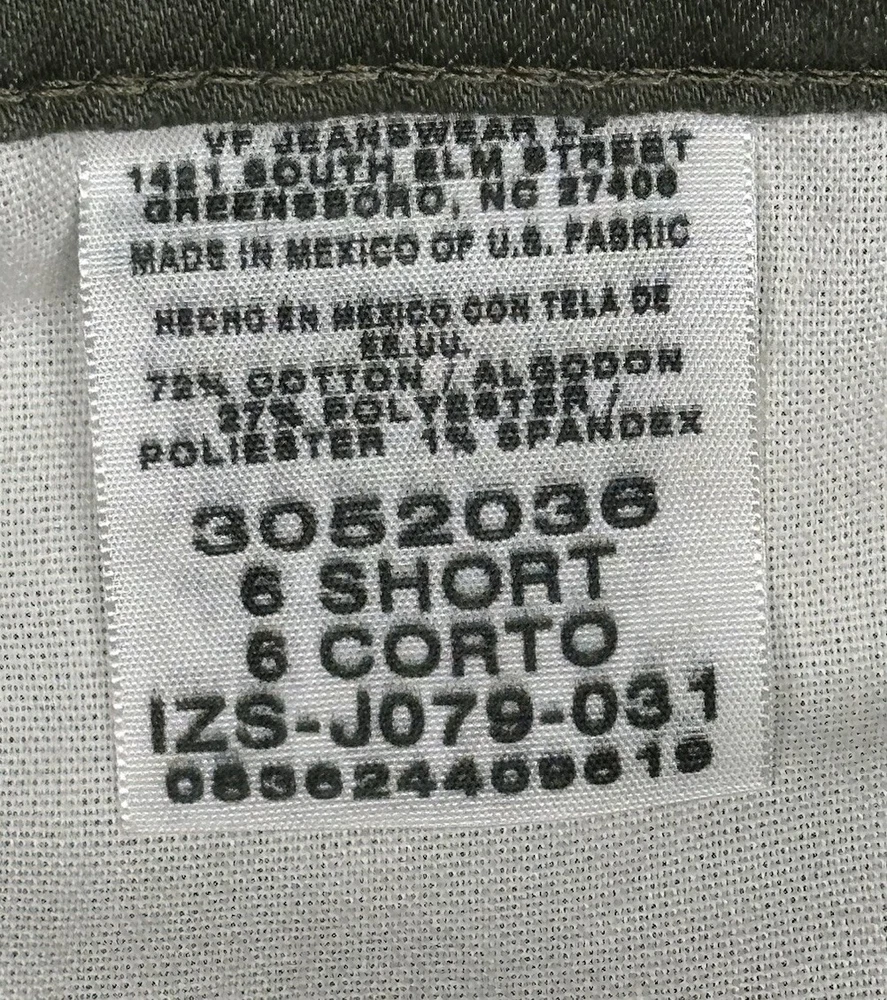 VF JEANSWEAR LP
1421 SOUTH ELM STREET
GREENSBORO, NC 27406
MADE IN MEXICO OF U.S. FABRIC
HECHO EN MEXICO CON TELA DE
EE.UU.
72% COTTON / ALGODON
27% POLYESTER /
POLIESTER 1% SPANDEX
3052036
6 SHORT
6 CORTO
IZS-J079-031